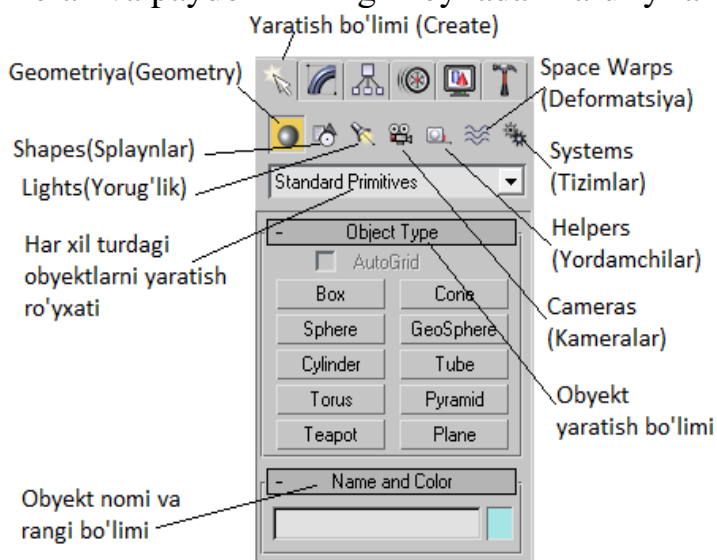 Yaratish bo'limi (Create)
Geometriya(Geometry)
Space Warps
(Deformatsiya)
Shapes(Splaynlar)
Systems
(Tizimlar)
Lights(Yorug'lik)
Standard Primitives
Helpers
(Yordamchilar)
Har xil turdagi
obyektlarni yaratish
ro'yxati
- Object Type
AutoGrid
Box Cone
Sphere GeoSphere
Cylinder Tube
Torus Pyramid
Teapot Plane
Cameras
(Kameralar)
Obyekt
yaratish bo'limi
- Name and Color
Obyekt nomi va
rangi bo'limi